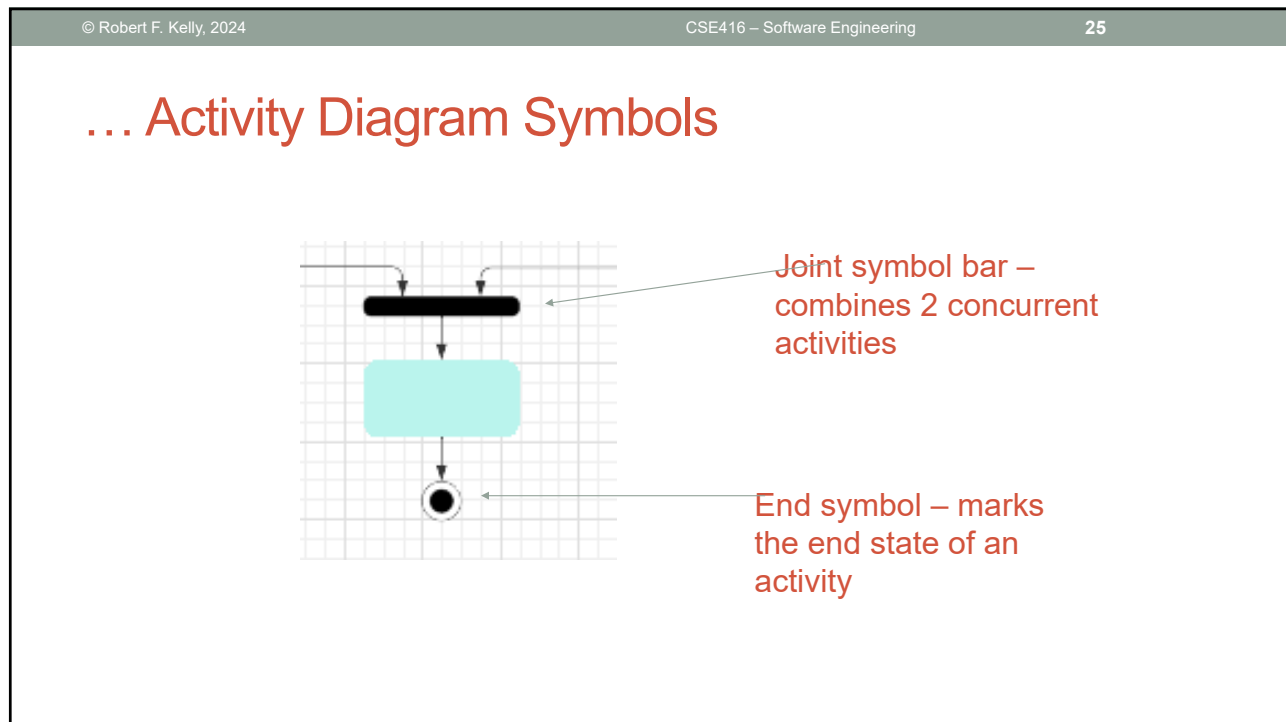 © Robert F. Kelly, 2024
CSE416 – Software Engineering
25
… Activity Diagram Symbols
Joint symbol bar –
combines 2 concurrent
activities
End symbol – marks
the end state of an
activity